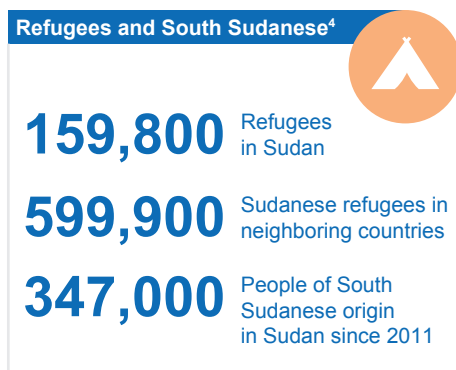 Refugees and South Sudanese⁴
159,800 Refugees
in Sudan
599,900 Sudanese refugees in
neighboring countries
347,000 People of South
Sudanese origin
in Sudan since 2011